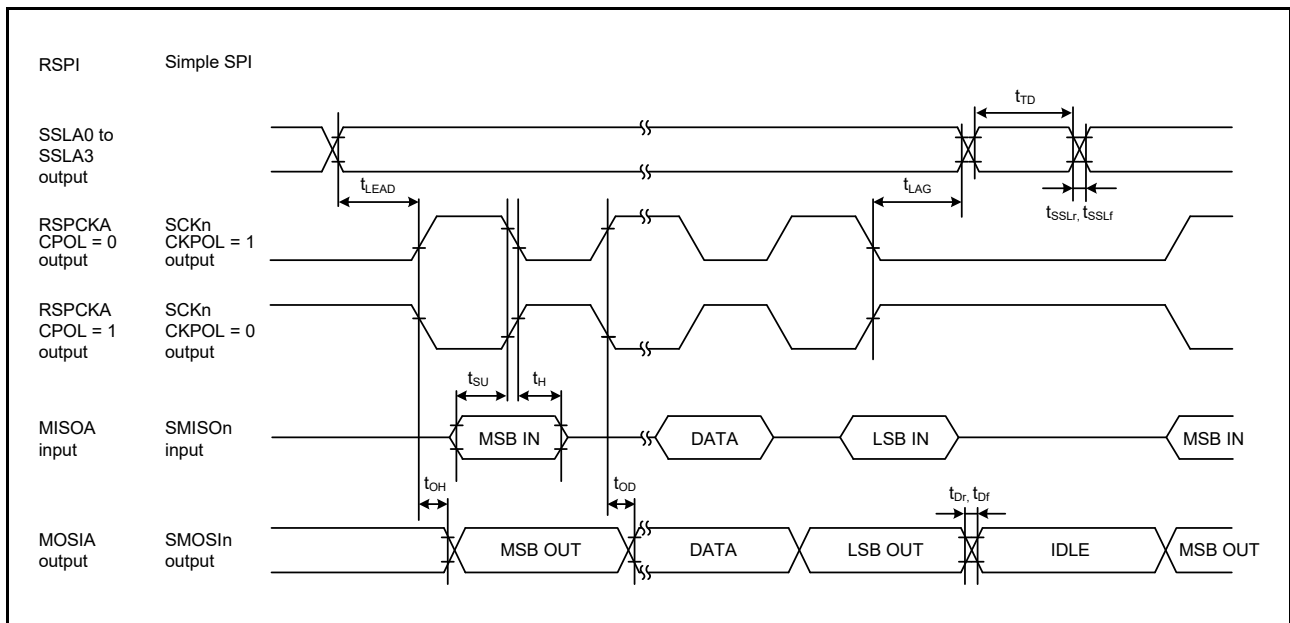 RSPI Simple SPI
tTD
SSLA0 to
SSLA3
output
tLEAD
tLAG
tSSLr, tSSLf
RSPCKA SCKn
CPOL = 0 CKPOL = 1
output output
RSPCKA SCKn
CPOL = 1 CKPOL = 0
output output
tSU tH
MISOA SMISOn
input input
MSB IN DATA LSB IN MSB IN
tOH tOD tDr, tDf
MOSIA SMOSIn
output output
MSB OUT DATA LSB OUT IDLE MSB OUT